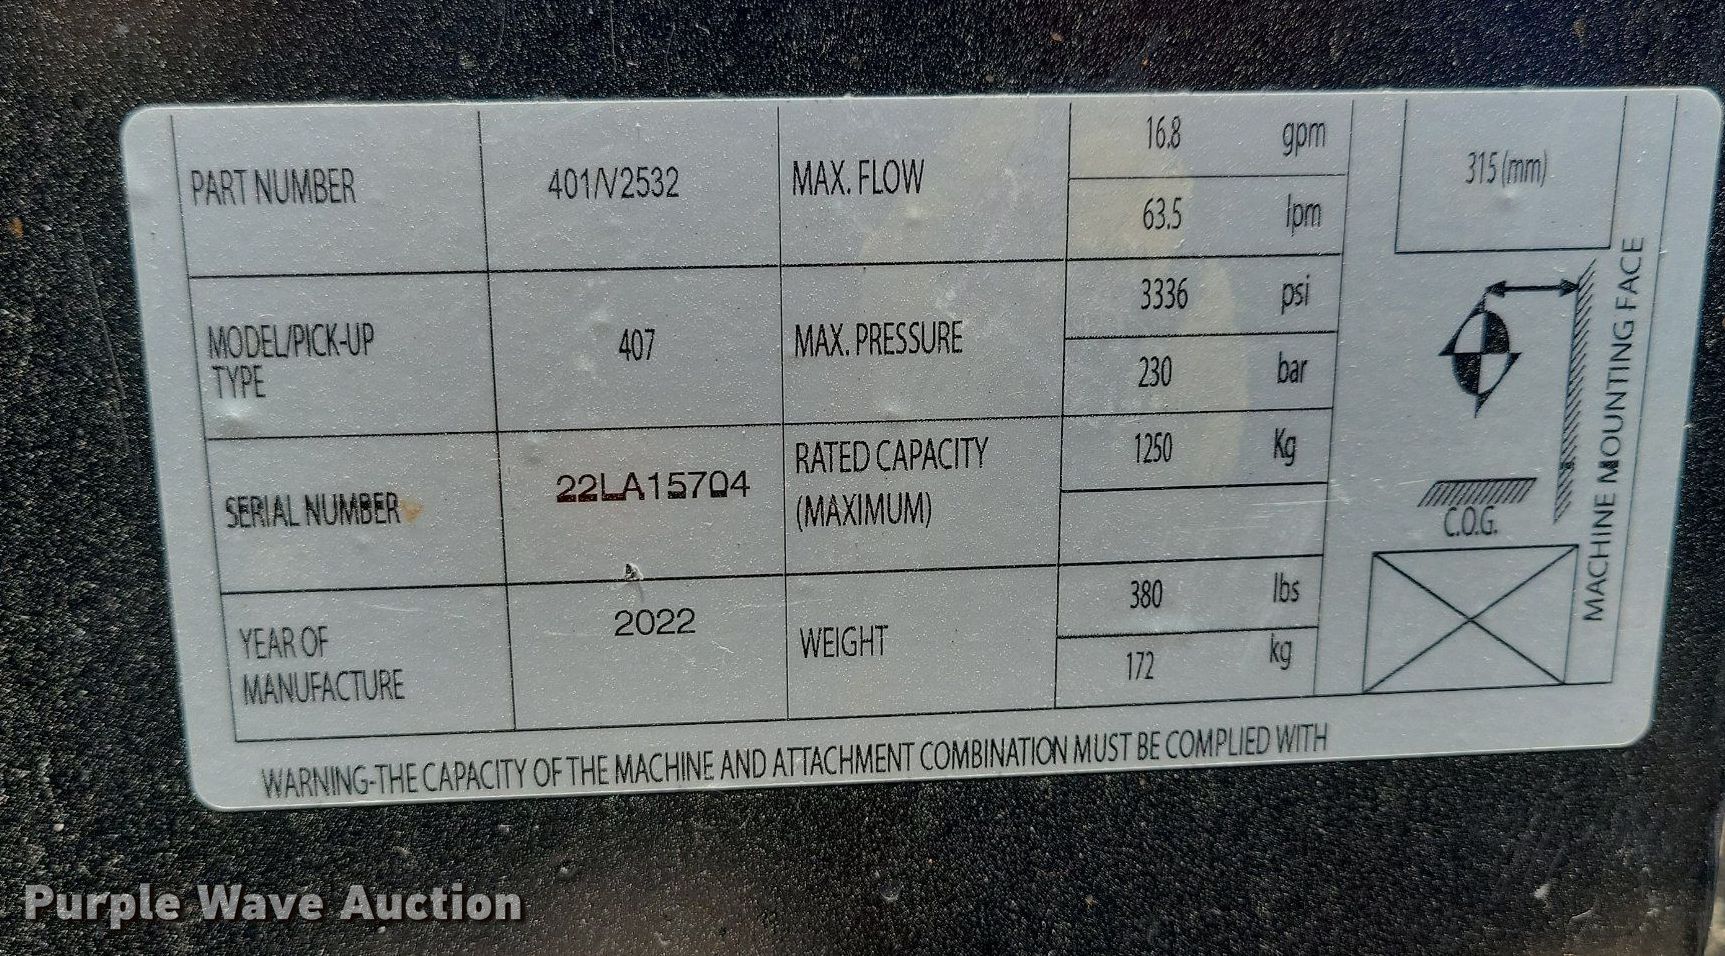 PART NUMBER 401/V2532 MAX. FLOW 16.8 gpm
63.5 lpm
315 (mm)
MODEL/PICK-UP
TYPE
407 MAX. PRESSURE 3336 psi
230 bar
SERIAL NUMBER 22LA15704 RATED CAPACITY
(MAXIMUM)
1250 Kg
YEAR OF
MANUFACTURE
2022 WEIGHT 380 lbs
172 kg
C.O.G.
MACHINE MOUNTING FACE
WARNING-THE CAPACITY OF THE MACHINE AND ATTACHMENT COMBINATION MUST BE COMPLIED WITH
Purple Wave Auction